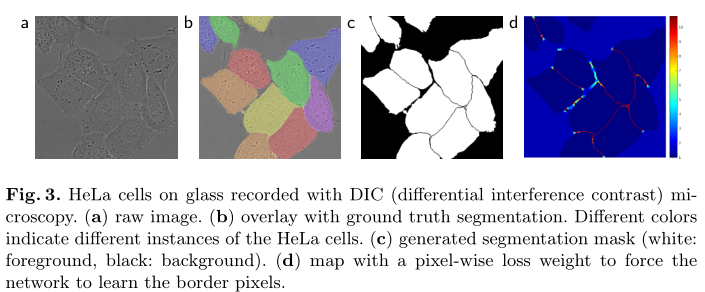 a b c d
Fig. 3. HeLa cells on glass recorded with DIC (differential interference contrast) mi-
croscopy. (a) raw image. (b) overlay with ground truth segmentation. Different colors
indicate different instances of the HeLa cells. (c) generated segmentation mask (white:
foreground, black: background). (d) map with a pixel-wise loss weight to force the
network to learn the border pixels.